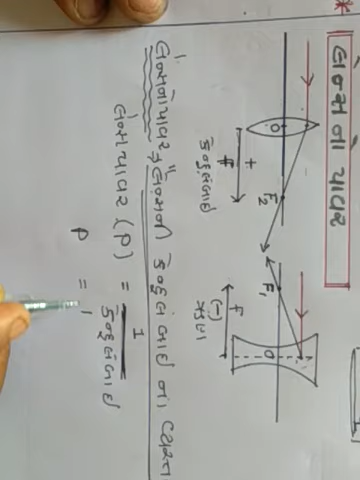 લેન્સનો પાવર
O
F₂
+
f
કેન્દ્રલંબાઈ
F₁
O
F
(-)
લેન્સનો પાવર → "લેન્સની કેન્દ્રલંબાઈ ના વ્યસ્ત
લેન્સ પાવર (P) = 1 / કેન્દ્રલંબાઈ
P = 1